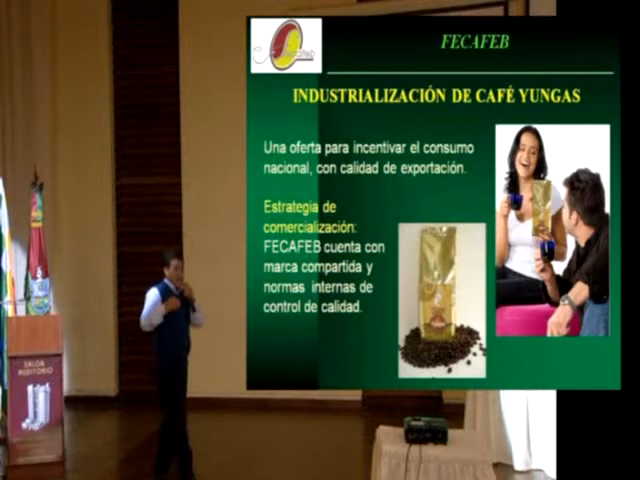 FECAFEB
INDUSTRIALIZACIÓN DE CAFÉ YUNGAS
Una oferta para incentivar el consumo
nacional, con calidad de exportación.
Estrategia de
comercialización:
FECAFEB cuenta con
marca compartida y
normas internas de
control de calidad.
SALON
AUDITORIO